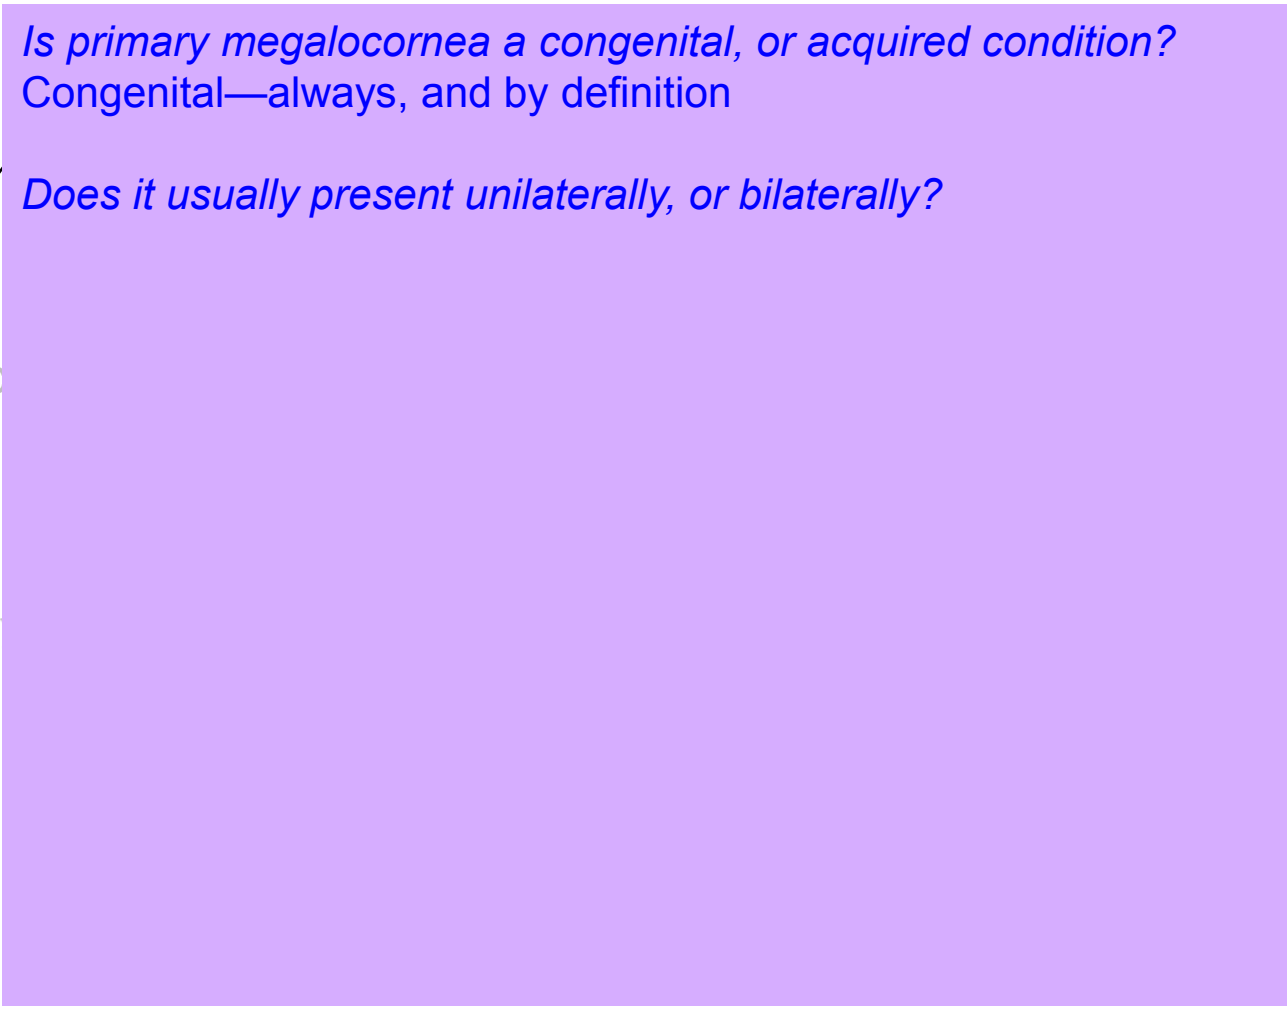 Is primary megalocornea a congenital, or acquired condition?
Congenital—always, and by definition
Does it usually present unilaterally, or bilaterally?